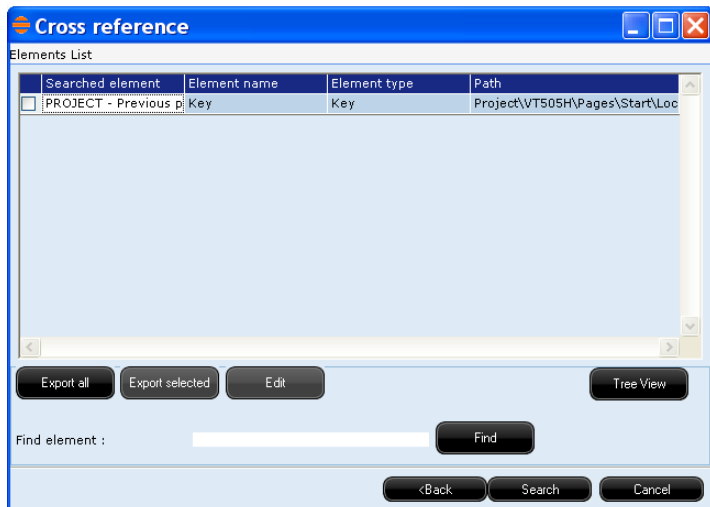 Cross reference
Elements List
Searched element Element name Element type Path
PROJECT - Previous p Key Key Project\VT505H\Pages\Start\Loc
Export all Export selected Edit Tree View
Find element : Find
<Back Search Cancel